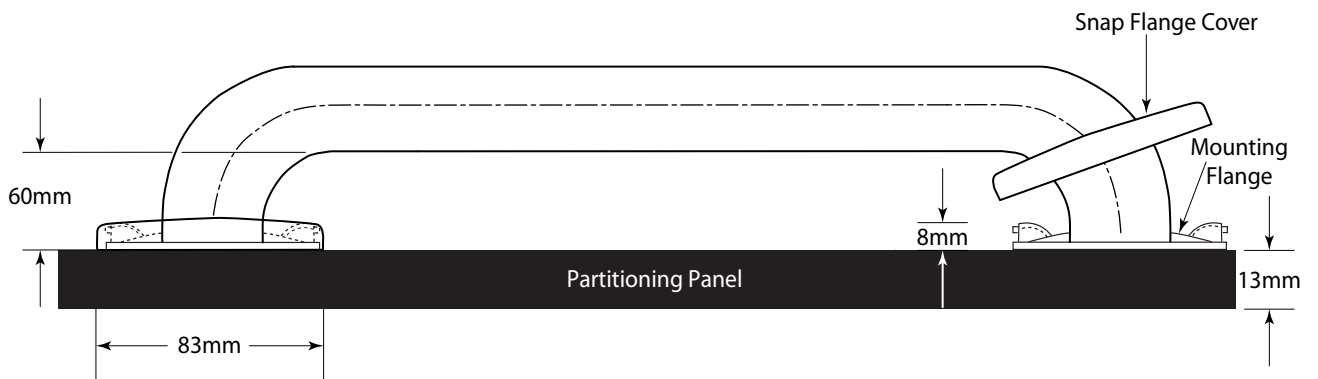 Snap Flange Cover
Mounting
Flange
60mm
8mm
Partitioning Panel
13mm
83mm